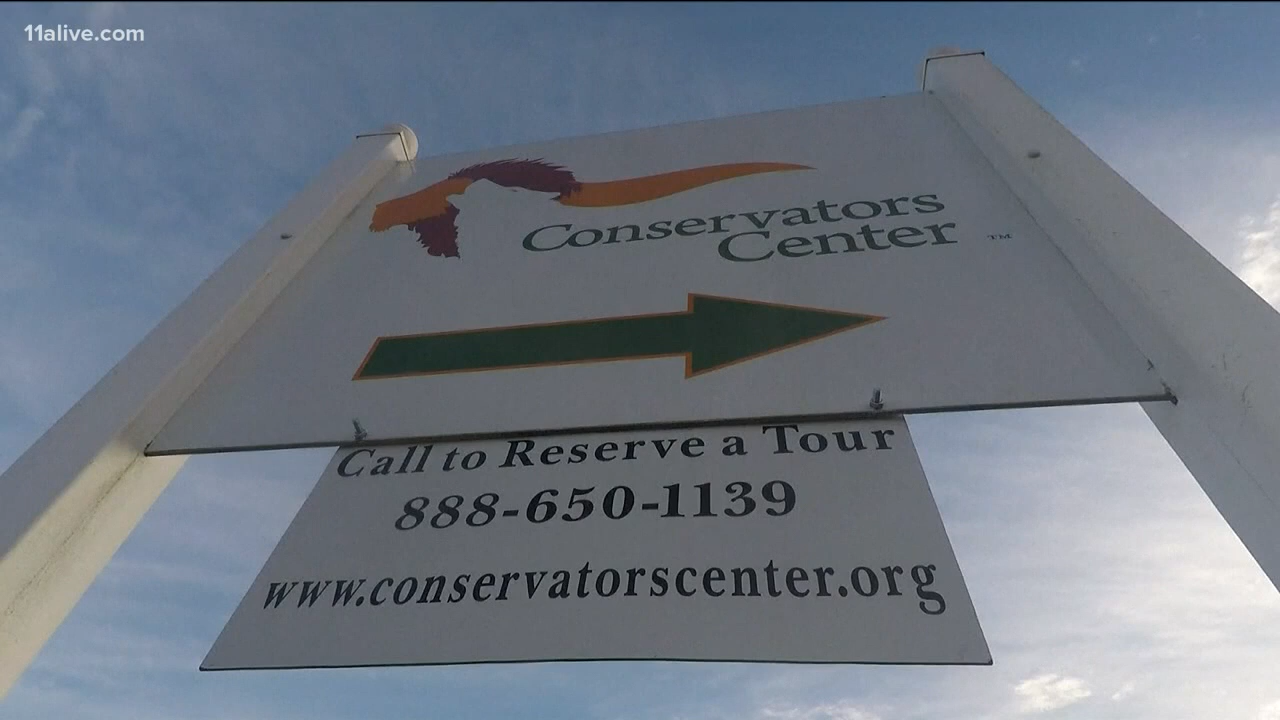 11alive.com
Conservators
Center ™
Call to Reserve a Tour
888-650-1139
www.conservatorscenter.org